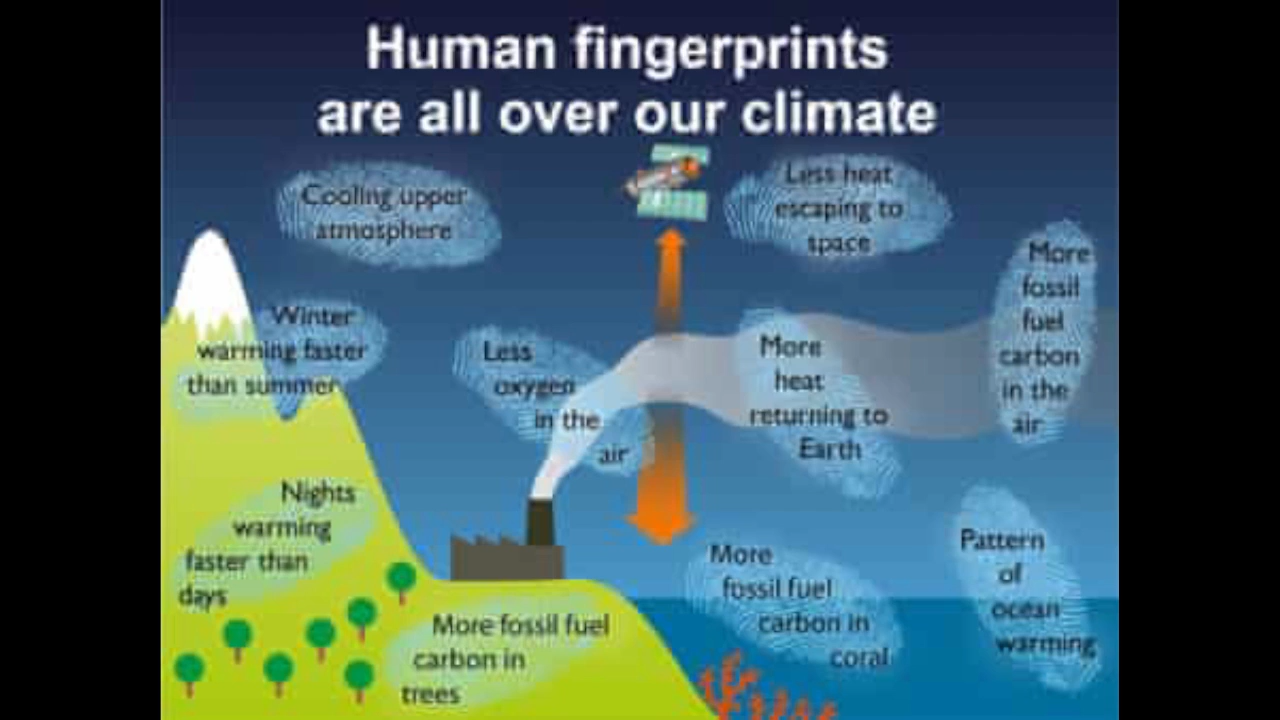 Human fingerprints
are all over our climate
Cooling upper
atmosphere
Less heat
escaping to
space
More
fossil
fuel
carbon
in the
air
Winter
warming faster
than summer
Less
oxygen
in the
air
More
heat
returning to
Earth
Nights
warming
faster than
days
More fossil fuel
carbon in
trees
More
fossil fuel
carbon in
coral
Pattern
of
ocean
warming